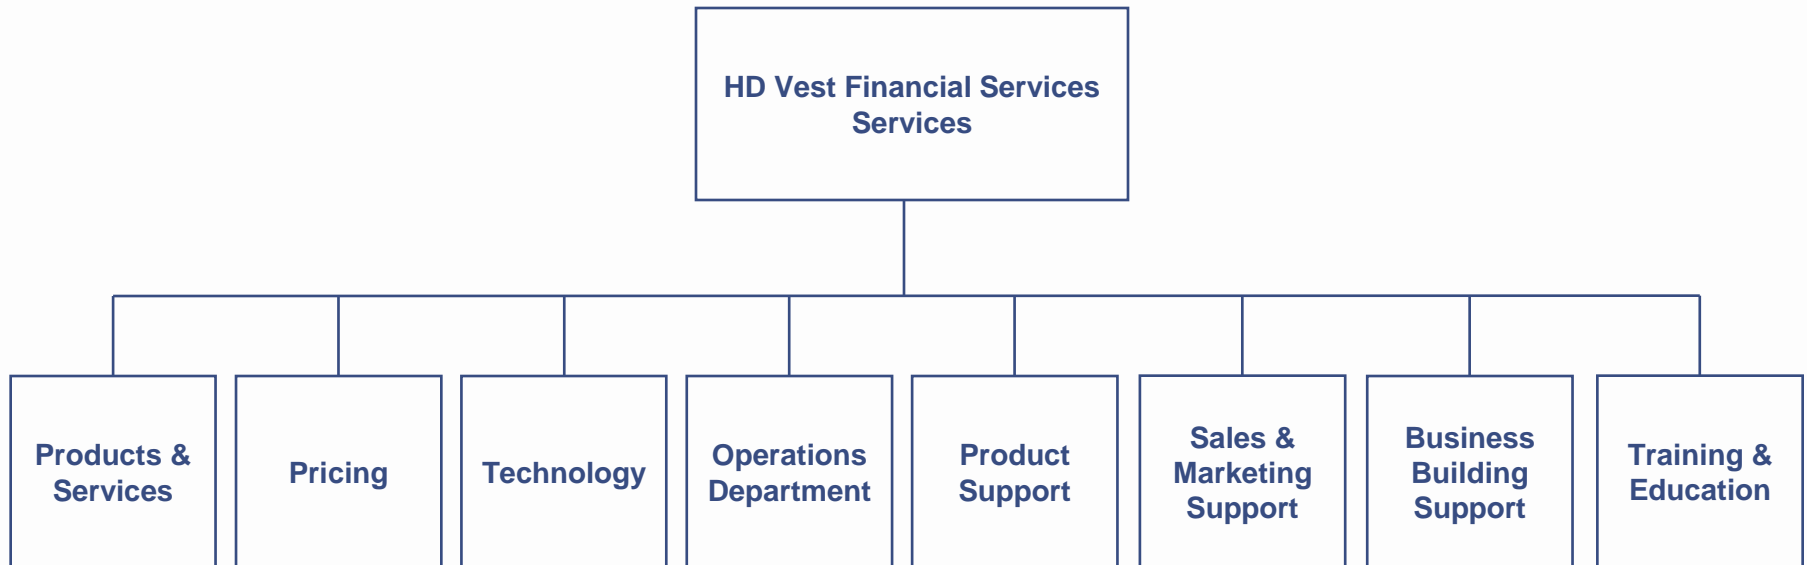 HD Vest Financial Services
Services
Products &
Services
Pricing
Technology
Operations
Department
Product
Support
Sales &
Marketing
Support
Business
Building
Support
Training &
Education